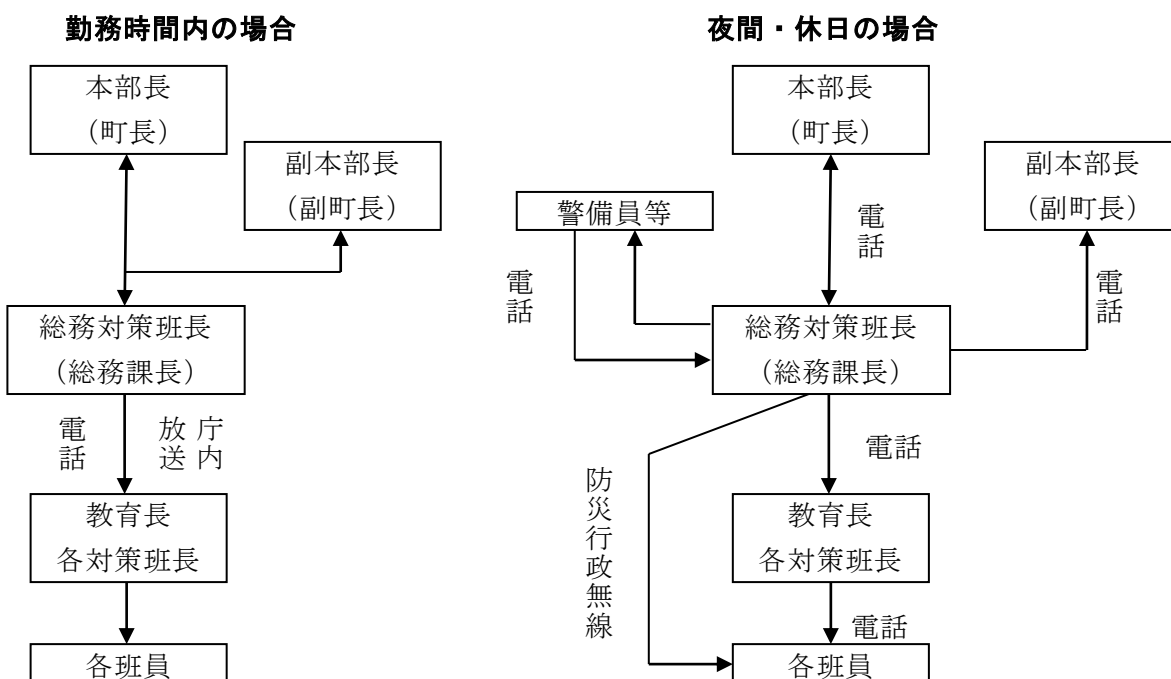 勤務時間内の場合
本部長
（町長）
副本部長
（副町長）
総務対策班長
（総務課長）
電話
庁内
放送
教育長
各対策班長
各班員
夜間・休日の場合
本部長
（町長）
副本部長
（副町長）
警備員等
電話
電話
電話
総務対策班長
（総務課長）
電話
防災行政無線
教育長
各対策班長
電話
各班員